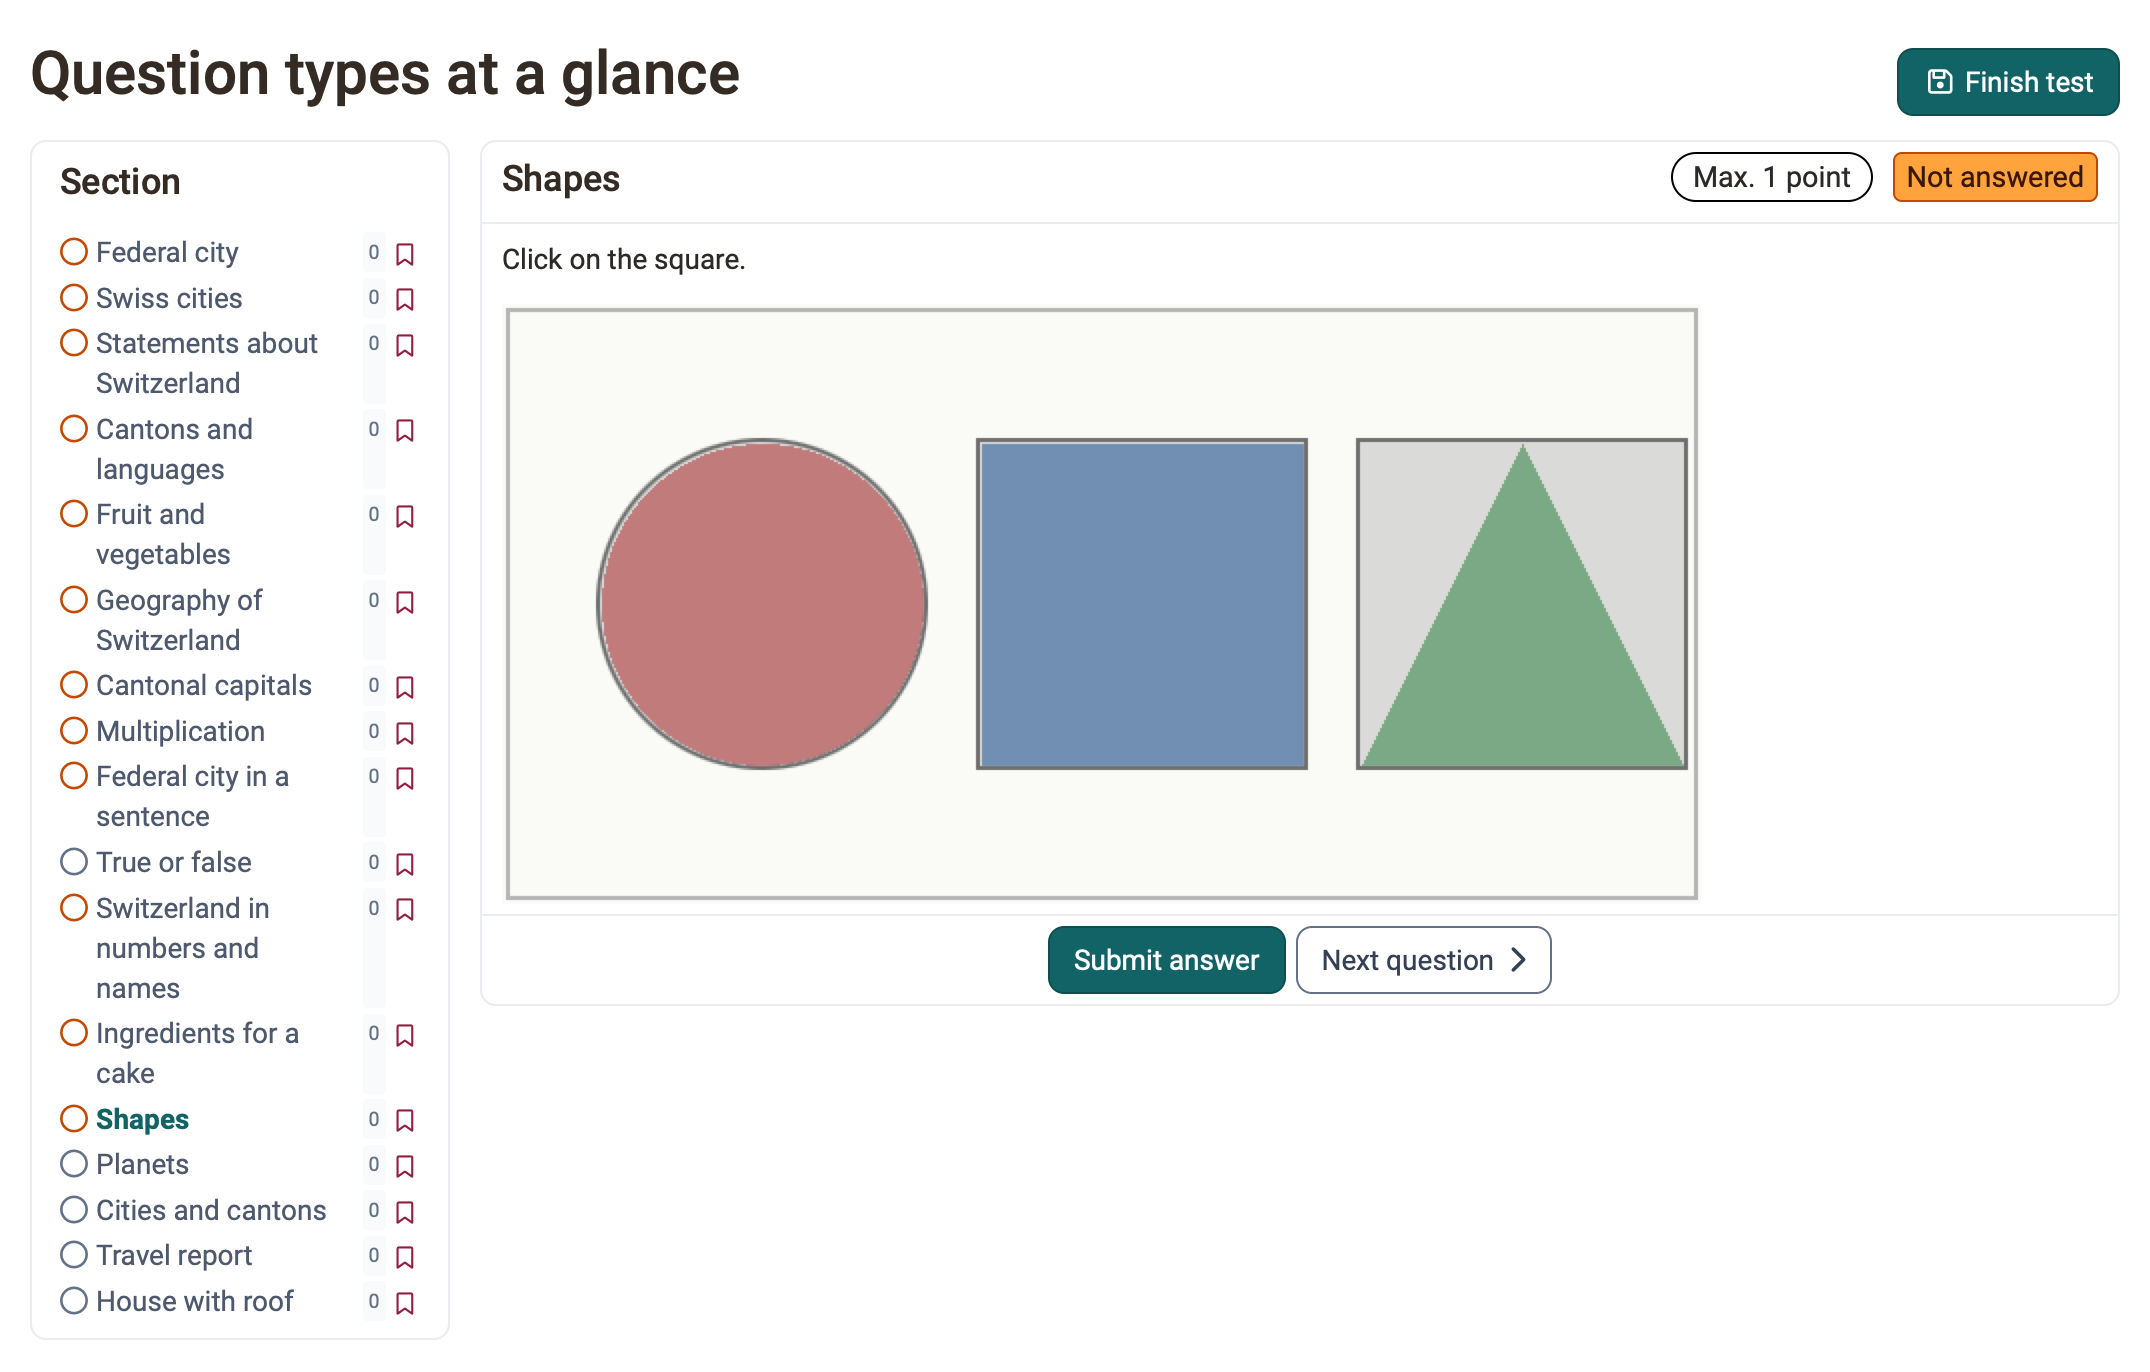 Question types at a glance
Finish test
Section
Federal city 0
Swiss cities 0
Statements about 0
Switzerland
Cantons and 0
languages
Fruit and 0
vegetables
Geography of 0
Switzerland
Cantonal capitals 0
Multiplication 0
Federal city in a 0
sentence
True or false 0
Switzerland in 0
numbers and
names
Ingredients for a 0
cake
Shapes 0
Planets 0
Cities and cantons 0
Travel report 0
House with roof 0
Shapes
Max. 1 point
Not answered
Click on the square.
Submit answer
Next question